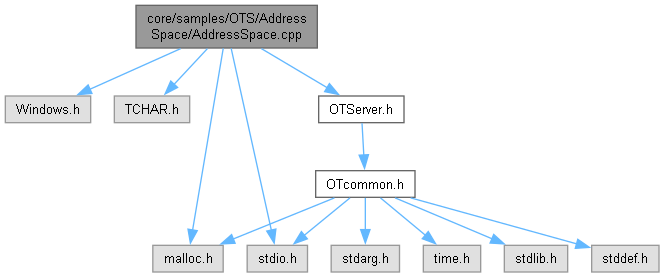 core/samples/OTS/Address
Space/AddressSpace.cpp
Windows.h
TCHAR.h
OTServer.h
OTcommon.h
malloc.h
stdio.h
stdarg.h
time.h
stdlib.h
stddef.h